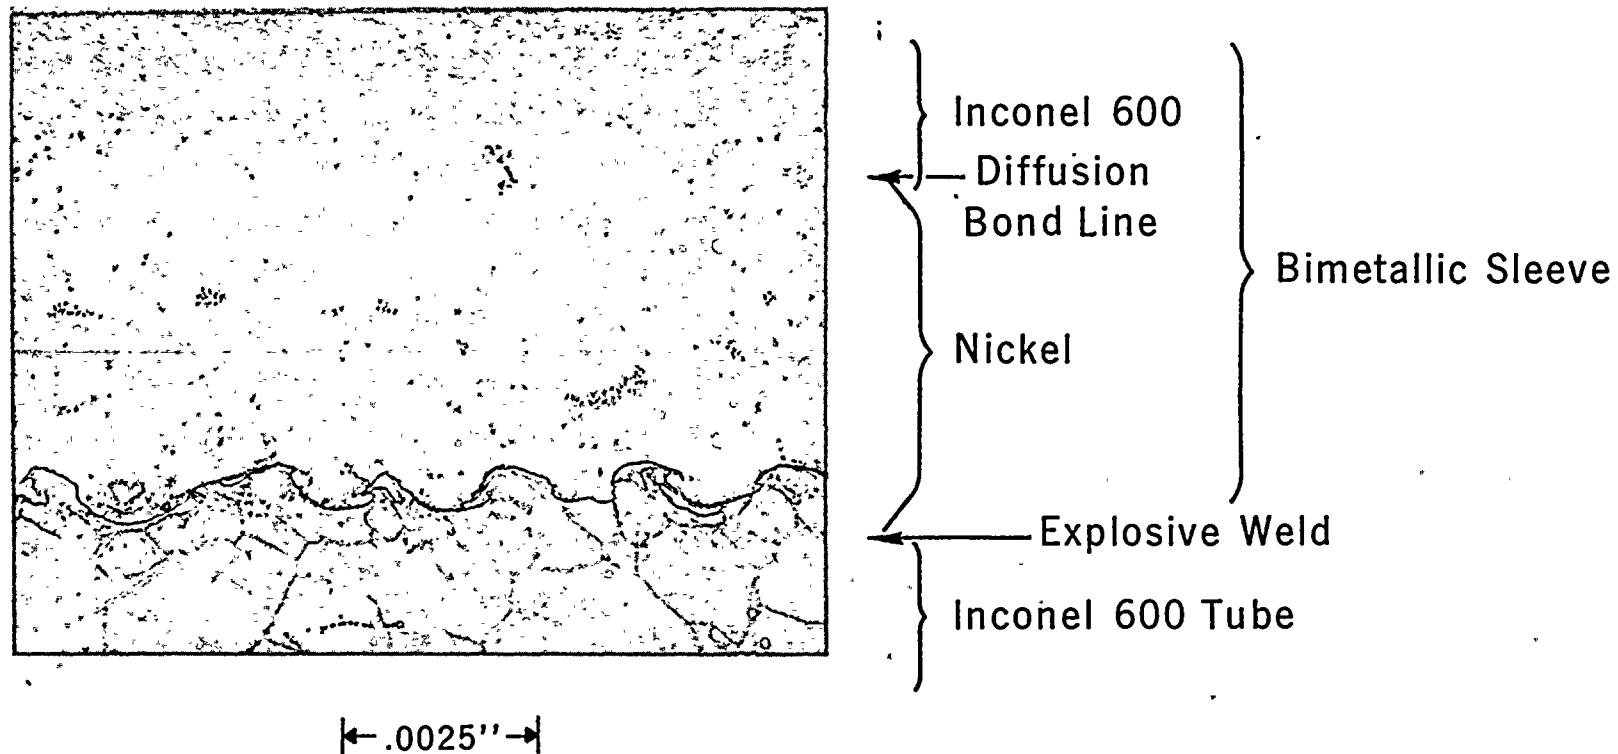 Inconel 600
Diffusion
Bond Line
Bimetallic Sleeve
Nickel
Explosive Weld
Inconel 600 Tube
.0025"